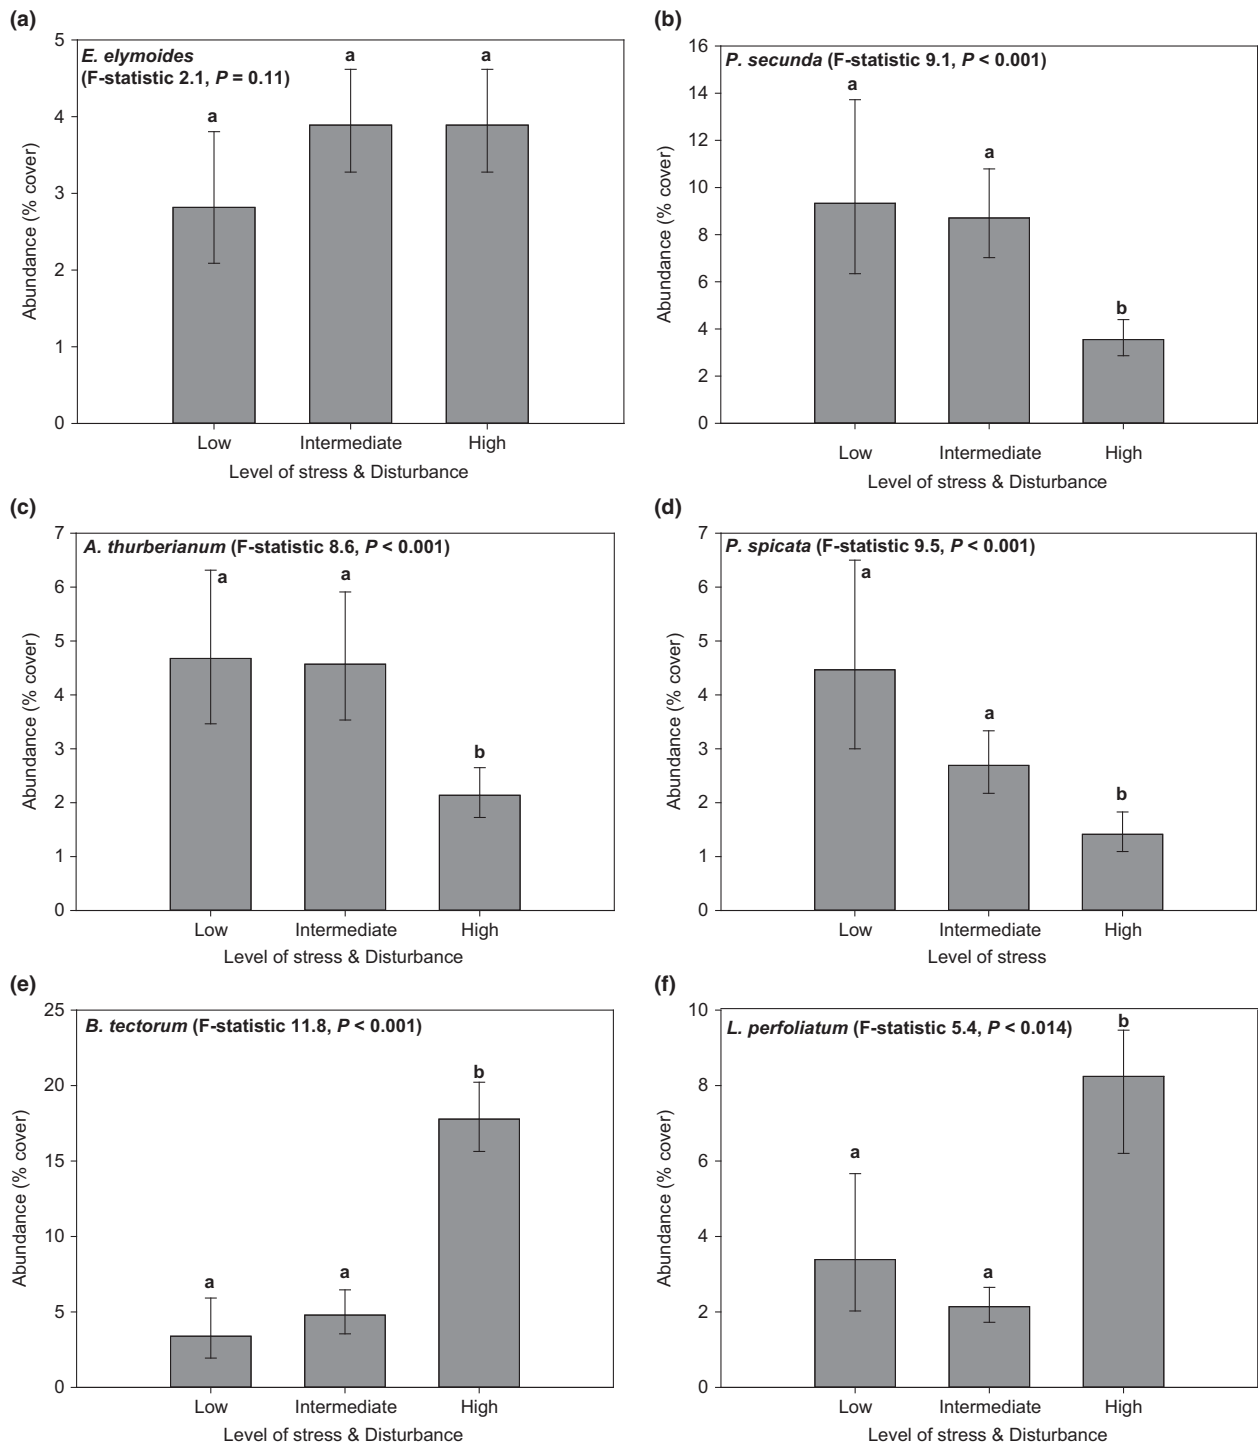 (a)
E. elymoides
(F-statistic 2.1, P = 0.11)
a
a
a
5
4
3
2
1
0
Abundance (% cover)
Low Intermediate High
Level of stress & Disturbance
(b)
P. secunda (F-statistic 9.1, P < 0.001)
a
a
b
16
14
12
10
8
6
4
2
0
Abundance (% cover)
Low Intermediate High
Level of stress & Disturbance
(c)
A. thurberianum (F-statistic 8.6, P < 0.001)
a
a
b
7
6
5
4
3
2
1
0
Abundance (% cover)
Low Intermediate High
Level of stress & Disturbance
(d)
P. spicata (F-statistic 9.5, P < 0.001)
a
a
b
7
6
5
4
3
2
1
0
Abundance (% cover)
Low Intermediate High
Level of stress
(e)
B. tectorum (F-statistic 11.8, P < 0.001)
a
a
b
25
20
15
10
5
0
Abundance (% cover)
Low Intermediate High
Level of stress & Disturbance
(f)
L. perfoliatum (F-statistic 5.4, P < 0.014)
a
a
b
10
8
6
4
2
0
Abundance (% cover)
Low Intermediate High
Level of stress & Disturbance